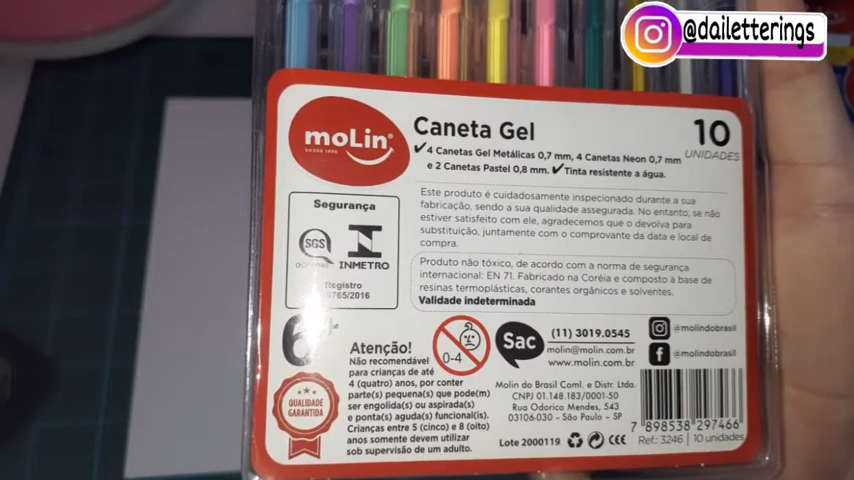 @dailetterings
moLin®
DESDE 1995
Caneta Gel
10
UNIDADES
✓4 Canetas Gel Metálicas 0,7 mm, 4 Canetas Neon 0,7 mm
e 2 Canetas Pastel 0,8 mm. ✓Tinta resistente a água.
Este produto é cuidadosamente inspecionado durante a sua
fabricação, sendo a sua qualidade assegurada. No entanto, se não
estiver satisfeito com ele, agradecemos que o devolva para
substituição, juntamente com o comprovante da data e local de
compra.
Segurança
SGS
INMETRO
Registro
765/2016
Produto não tóxico, de acordo com a norma de segurança
internacional: EN 71. Fabricado na Coréia e composto à base de
resinas termoplásticas, corantes orgânicos e solventes.
Validade indeterminada
6+
QUALIDADE
GARANTIDA
Atenção!
Não recomendável
para crianças de até
4 (quatro) anos, por conter
parte(s) pequena(s) que pode(m)
ser engolida(s) ou aspirada(s)
e ponta(s) aguda(s) funcional(is).
Crianças entre 5 (cinco) e 8 (oito)
anos somente devem utilizar
sob supervisão de um adulto.
0-4
Sac
(11) 3019.0545
molin@molin.com.br
www.molin.com.br
@molindobrasil
@molindobrasil
Molin do Brasil Coml. e Distr. Ltda.
CNPJ 01.148.183/0001-50
Rua Odorico Mendes, 543
03106-030 - São Paulo - SP
Lote 2000119
7 898538 297466
Ref.: 3246 | 10 unidades